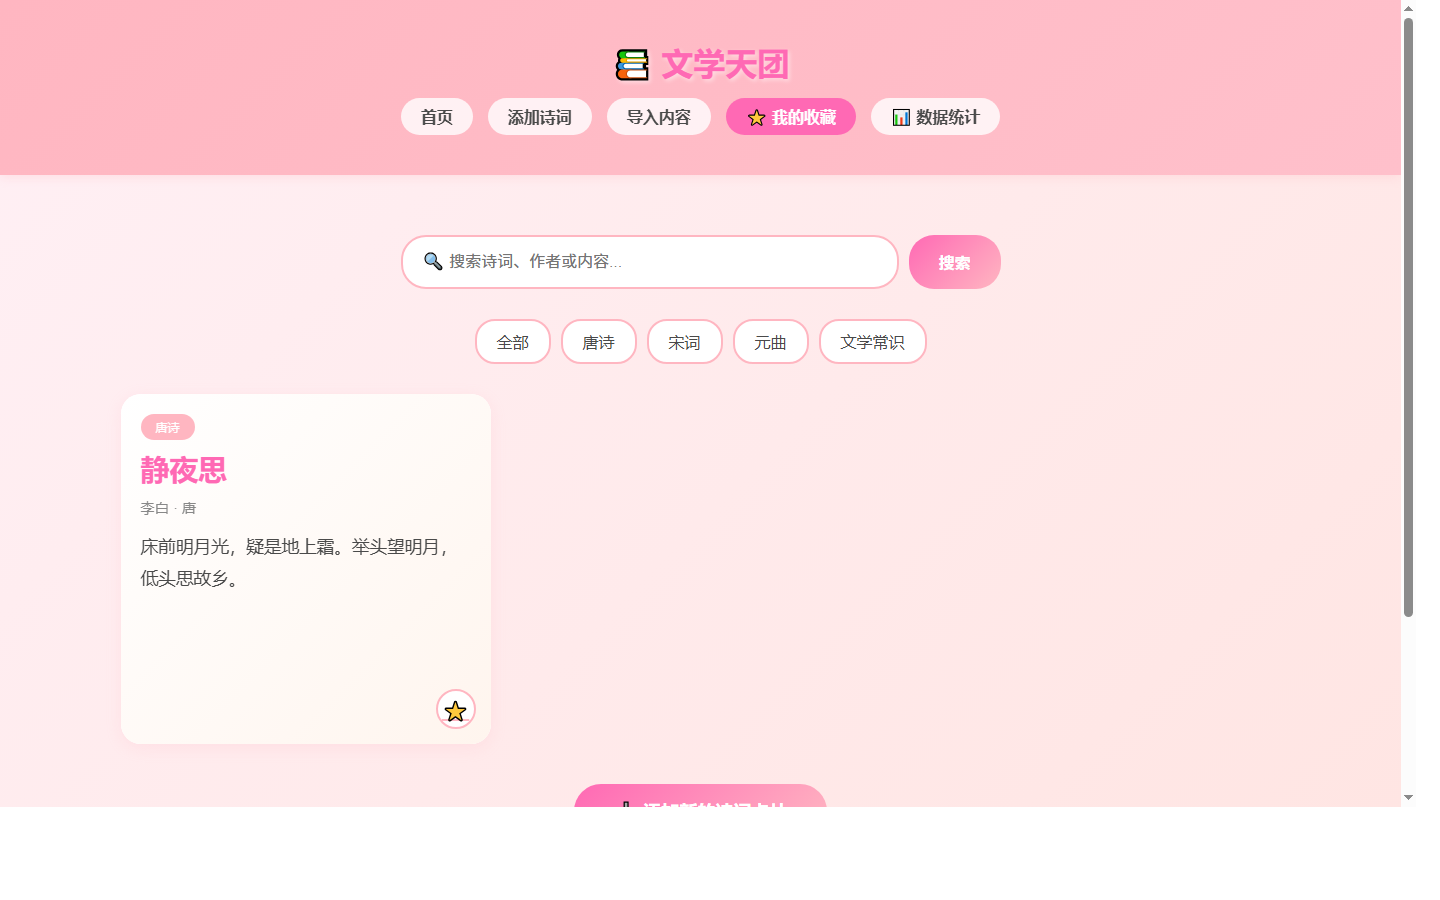 文学天团
首页 添加诗词 导入内容 我的收藏 数据统计
搜索诗词、作者或内容... 搜索
全部 唐诗 宋词 元曲 文学常识
唐诗
静夜思
李白 · 唐
床前明月光，疑是地上霜。举头望明月，
低头思故乡。